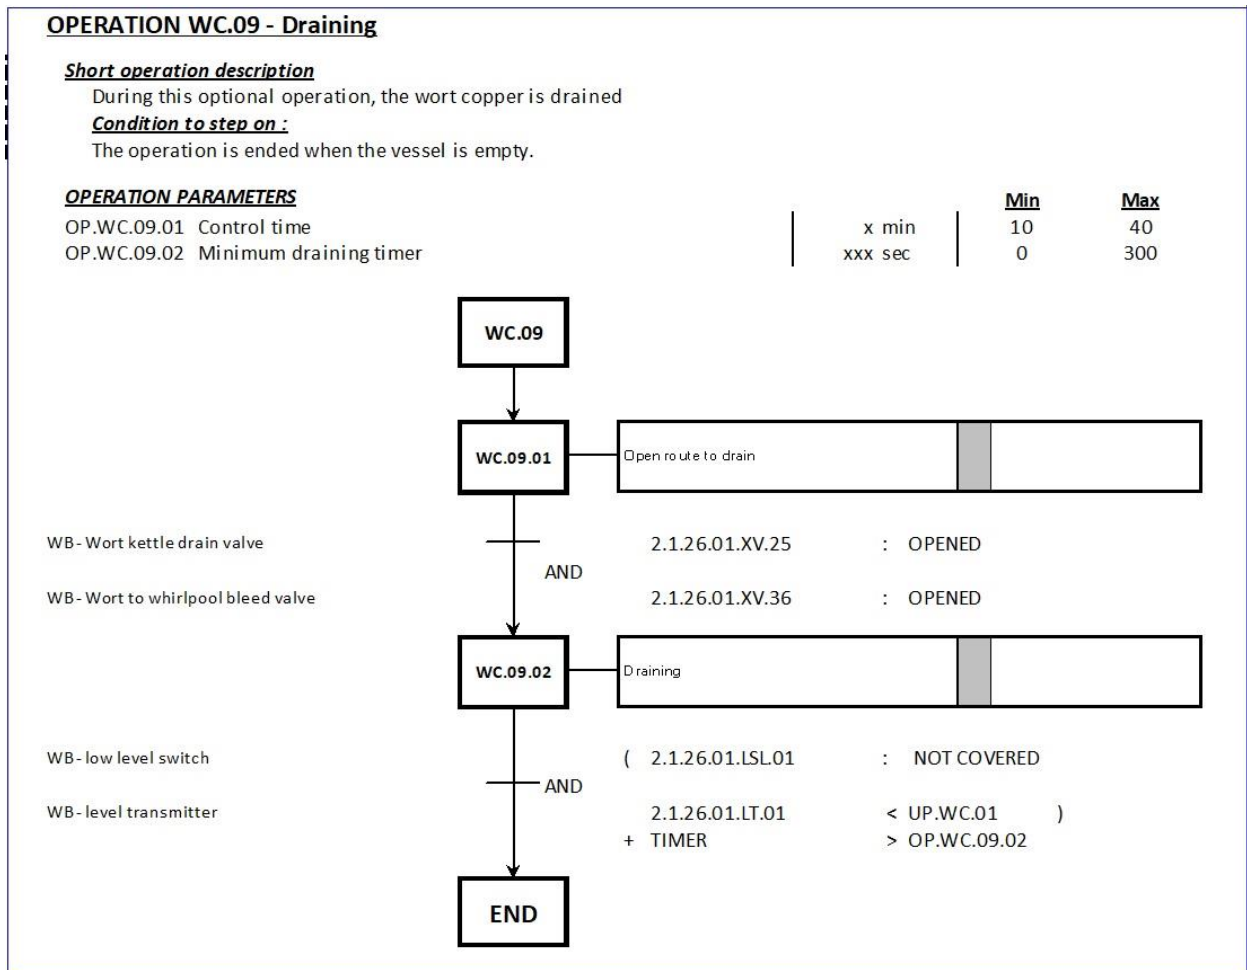 OPERATION WC.09 - Draining
Short operation description
During this optional operation, the wort copper is drained
Condition to step on :
The operation is ended when the vessel is empty.
OPERATION PARAMETERS Min Max
OP.WC.09.01 Control time x min 10 40
OP.WC.09.02 Minimum draining timer xxx sec 0 300
WC.09
WC.09.01 Open route to drain
WB- Wort kettle drain valve 2.1.26.01.XV.25 : OPENED
AND
WB- Wort to whirlpool bleed valve 2.1.26.01.XV.36 : OPENED
WC.09.02 Draining
WB- low level switch ( 2.1.26.01.LSL.01 : NOT COVERED
AND
WB- level transmitter 2.1.26.01.LT.01 < UP.WC.01 )
+ TIMER > OP.WC.09.02
END